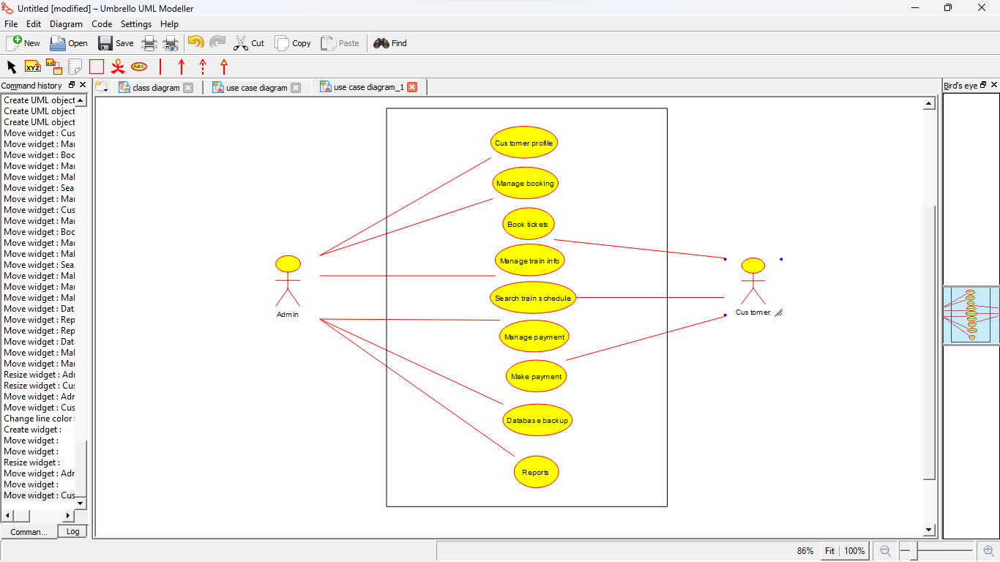 Untitled [modified] – Umbrello UML Modeller
File Edit Diagram Code Settings Help
New Open Save Cut Copy Paste Find
XYZ XYZ ABC
Command history
class diagram use case diagram use case diagram_1
Bird's eye
Create UML object
Create UML object
Create UML object
Move widget : Cus
Move widget : Mar
Move widget : Boc
Move widget : Mar
Move widget : Mal
Move widget : Sea
Move widget : Mar
Move widget : Cus
Move widget : Mar
Move widget : Boc
Move widget : Mar
Move widget : Mal
Move widget : Sea
Move widget : Mal
Move widget : Mar
Move widget : Mal
Move widget : Dat
Move widget : Rep
Move widget : Rep
Move widget : Dat
Move widget : Mal
Move widget : Mar
Resize widget : Adr
Resize widget : Cus
Move widget : Adr
Move widget : Cus
Change line color :
Create widget :
Move widget :
Move widget :
Resize widget :
Move widget : Adr
Move widget :
Move widget : Cus
Comman... Log
Customer profile
Manage booking
Book tickets
Manage train info
Search train schedule
Manage payment
Make payment
Database backup
Reports
Admin
Customer
86% Fit 100%